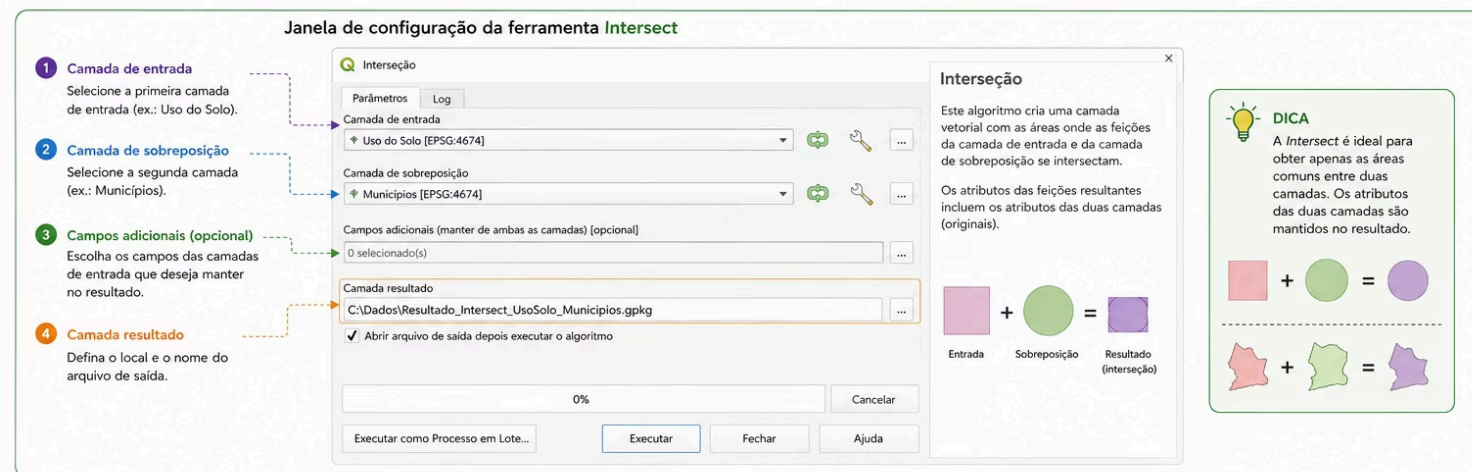 Janela de configuração da ferramenta Intersect
1 Camada de entrada
Selecione a primeira camada
de entrada (ex.: Uso do Solo).
2 Camada de sobreposição
Selecione a segunda camada
(ex.: Municípios).
3 Campos adicionais (opcional)
Escolha os campos das camadas
de entrada que deseja manter
no resultado.
4 Camada resultado
Defina o local e o nome do
arquivo de saída.
Interseção
Parâmetros Log
Camada de entrada
Uso do Solo [EPSG:4674]
...
Camada de sobreposição
Municípios [EPSG:4674]
...
Campos adicionais (manter de ambas as camadas) [opcional]
0 selecionado(s)
...
Camada resultado
C:\Dados\Resultado_Intersect_UsoSolo_Municipios.gpkg
...
Abrir arquivo de saída depois executar o algoritmo
0% Cancelar
Executar como Processo em Lote... Executar Fechar Ajuda
Interseção
Este algoritmo cria uma camada
vetorial com as áreas onde as feições
da camada de entrada e da camada
de sobreposição se intersectam.
Os atributos das feições resultantes
incluem os atributos das duas camadas
(originais).
+ =
Entrada Sobreposição Resultado
(interseção)
DICA
A Intersect é ideal para
obter apenas as áreas
comuns entre duas
camadas. Os atributos
das duas camadas são
mantidos no resultado.
+ =
+ =